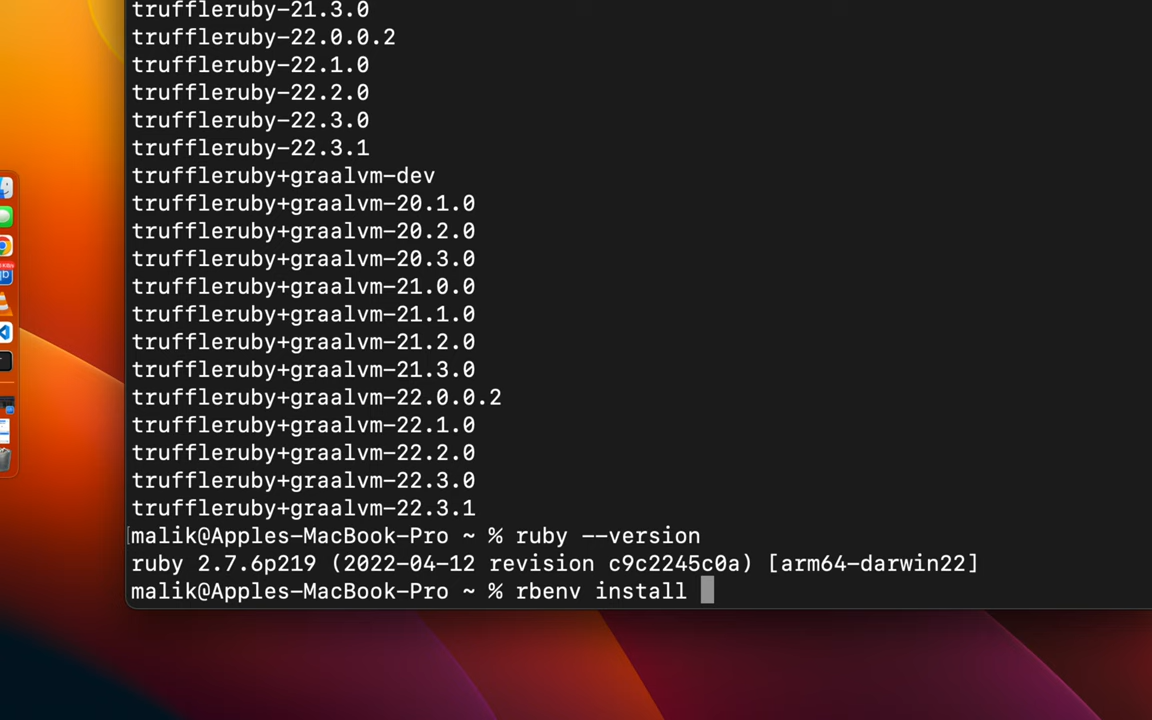 truffleruby-21.3.0
truffleruby-22.0.0.2
truffleruby-22.1.0
truffleruby-22.2.0
truffleruby-22.3.0
truffleruby-22.3.1
truffleruby+graalvm-dev
truffleruby+graalvm-20.1.0
truffleruby+graalvm-20.2.0
truffleruby+graalvm-20.3.0
truffleruby+graalvm-21.0.0
truffleruby+graalvm-21.1.0
truffleruby+graalvm-21.2.0
truffleruby+graalvm-21.3.0
truffleruby+graalvm-22.0.0.2
truffleruby+graalvm-22.1.0
truffleruby+graalvm-22.2.0
truffleruby+graalvm-22.3.0
truffleruby+graalvm-22.3.1
malik@Apples-MacBook-Pro ~ % ruby --version
ruby 2.7.6p219 (2022-04-12 revision c9c2245c0a) [arm64-darwin22]
malik@Apples-MacBook-Pro ~ % rbenv install